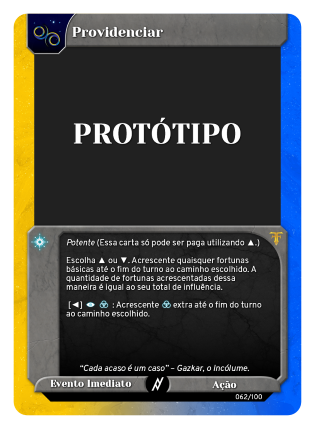 Providenciar
PROTÓTIPO
Potente (Essa carta só pode ser paga utilizando ▲.)
Escolha ▲ ou ▼. Acrescente quaisquer fortunas
básicas até o fim do turno ao caminho escolhido. A
quantidade de fortunas acrescentadas dessa
maneira é igual ao seu total de influência.
[◄] : Acrescente extra até o fim do turno
ao caminho escolhido.
“Cada acaso é um caso” – Gazkar, o Incólume.
Evento Imediato
Ação
062/100